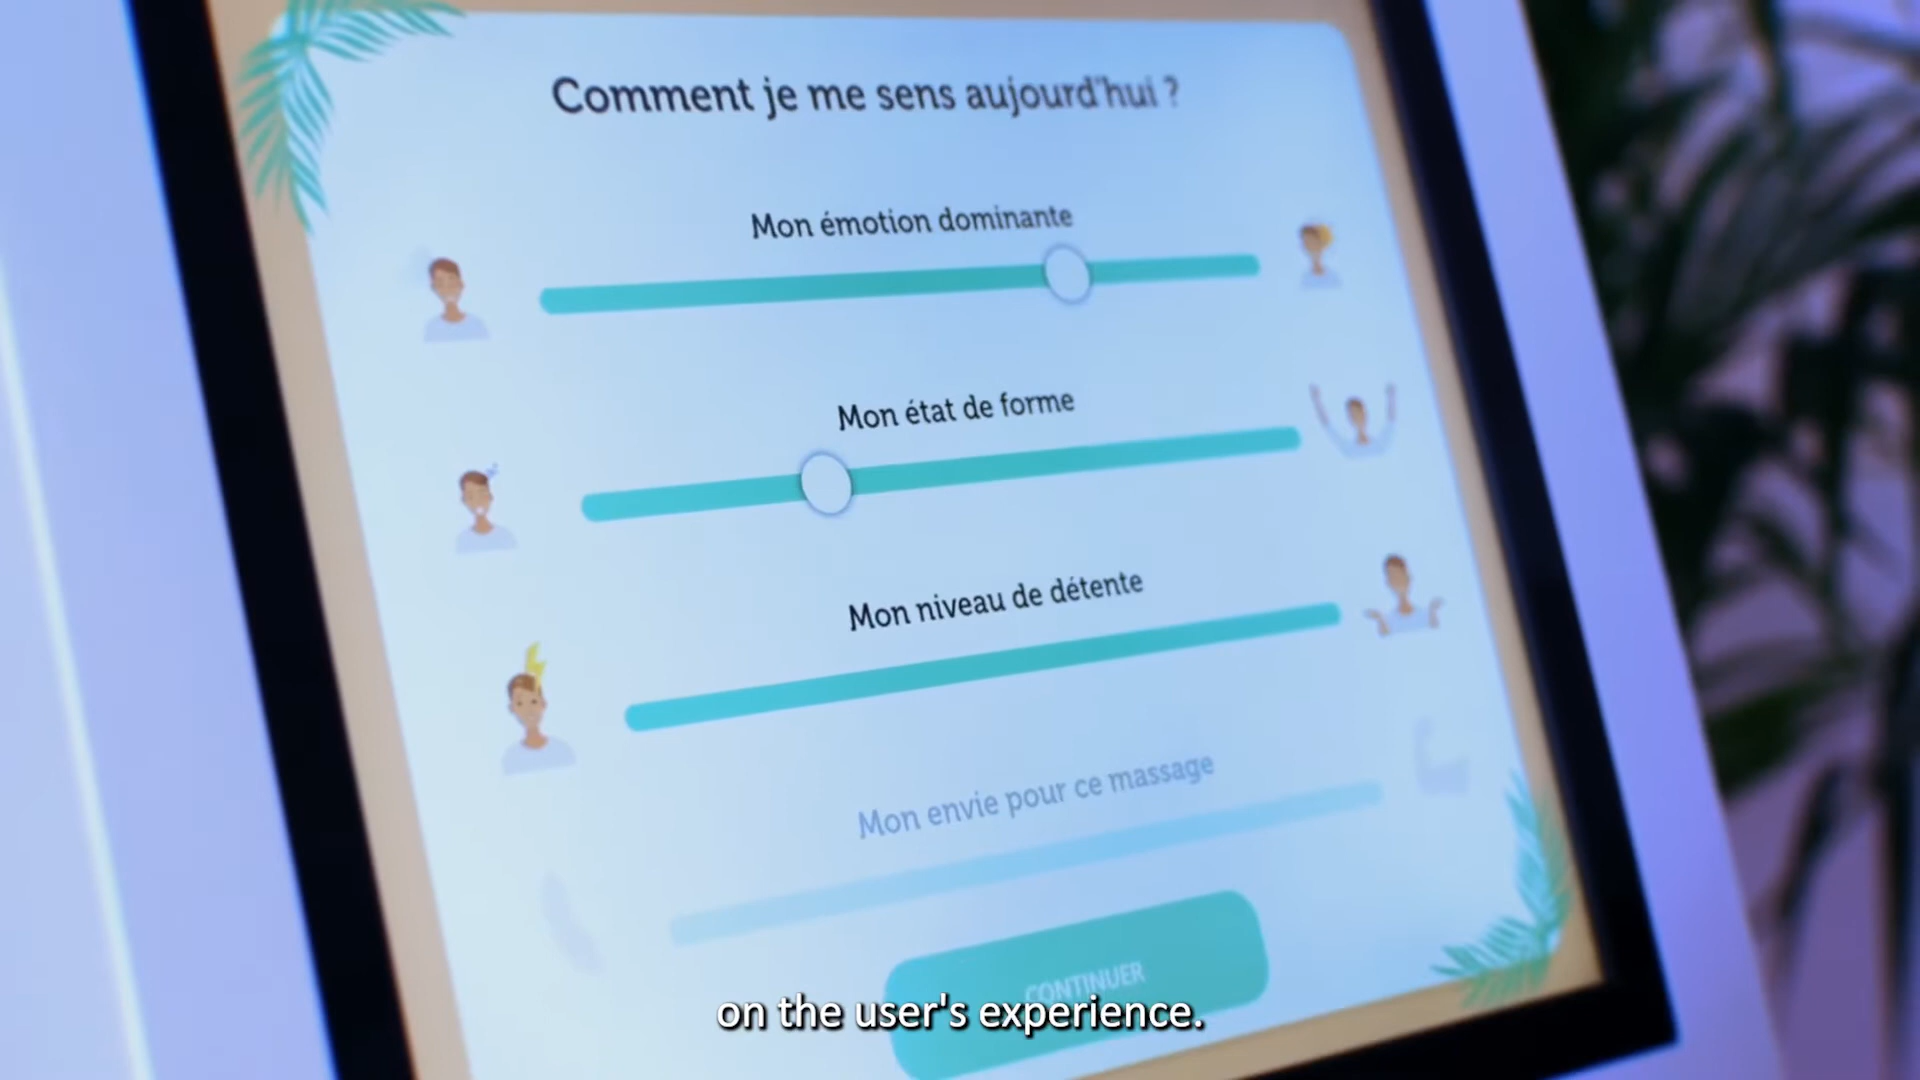 Comment je me sens aujourd'hui ?
Mon émotion dominante
Mon état de forme
Mon niveau de détente
Mon envie pour ce massage
CONTINUER
on the user's experience.